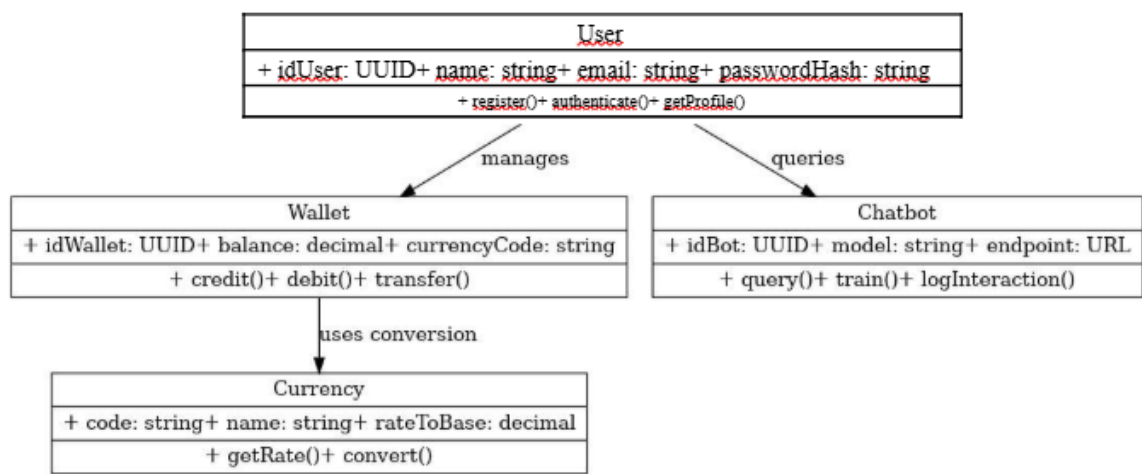 User
+ idUser: UUID+ name: string+ email: string+ passwordHash: string
+ register()+ authenticate()+ getProfile()
manages
queries
Wallet
+ idWallet: UUID+ balance: decimal+ currencyCode: string
+ credit()+ debit()+ transfer()
Chatbot
+ idBot: UUID+ model: string+ endpoint: URL
+ query()+ train()+ logInteraction()
uses conversion
Currency
+ code: string+ name: string+ rateToBase: decimal
+ getRate()+ convert()